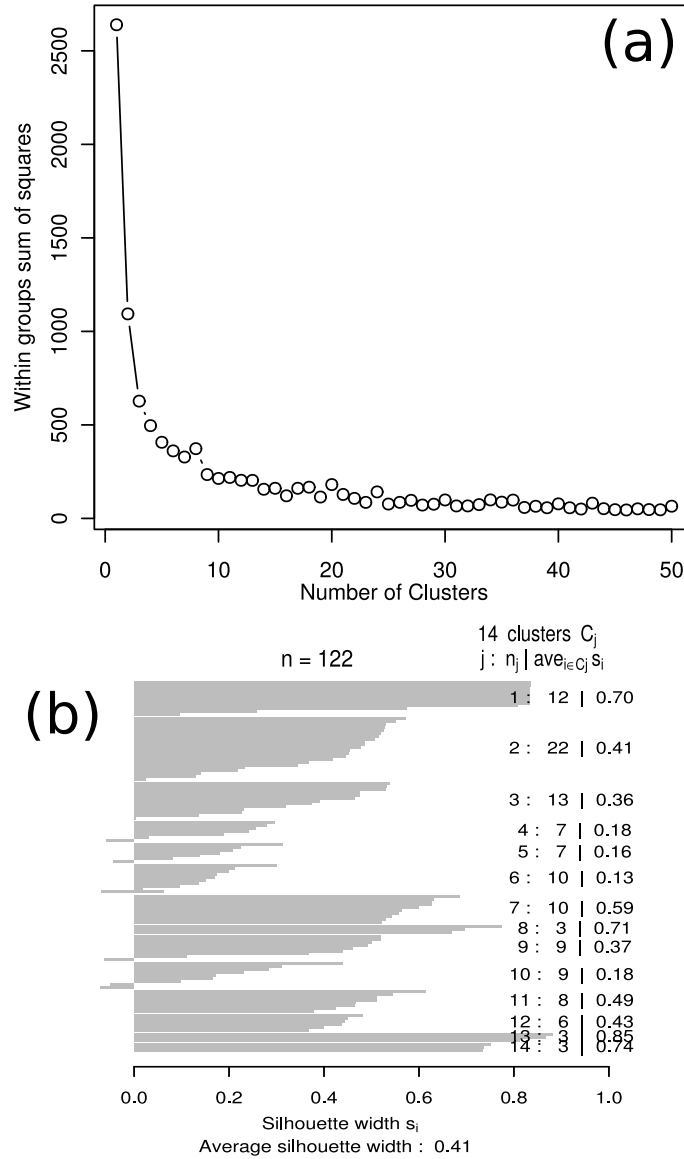 (a)
2500
2000
1500
1000
500
0
Within groups sum of squares
0 10 20 30 40 50
Number of Clusters
(b)
n = 122
14 clusters Cj
j : nj | avei∈Cj si
1 : 12 | 0.70
2 : 22 | 0.41
3 : 13 | 0.36
4 : 7 | 0.18
5 : 7 | 0.16
6 : 10 | 0.13
7 : 10 | 0.59
8 : 3 | 0.71
9 : 9 | 0.37
10 : 9 | 0.18
11 : 8 | 0.49
12 : 6 | 0.43
13 : 3 | 0.85
14 : 3 | 0.74
0.0 0.2 0.4 0.6 0.8 1.0
Silhouette width si
Average silhouette width : 0.41